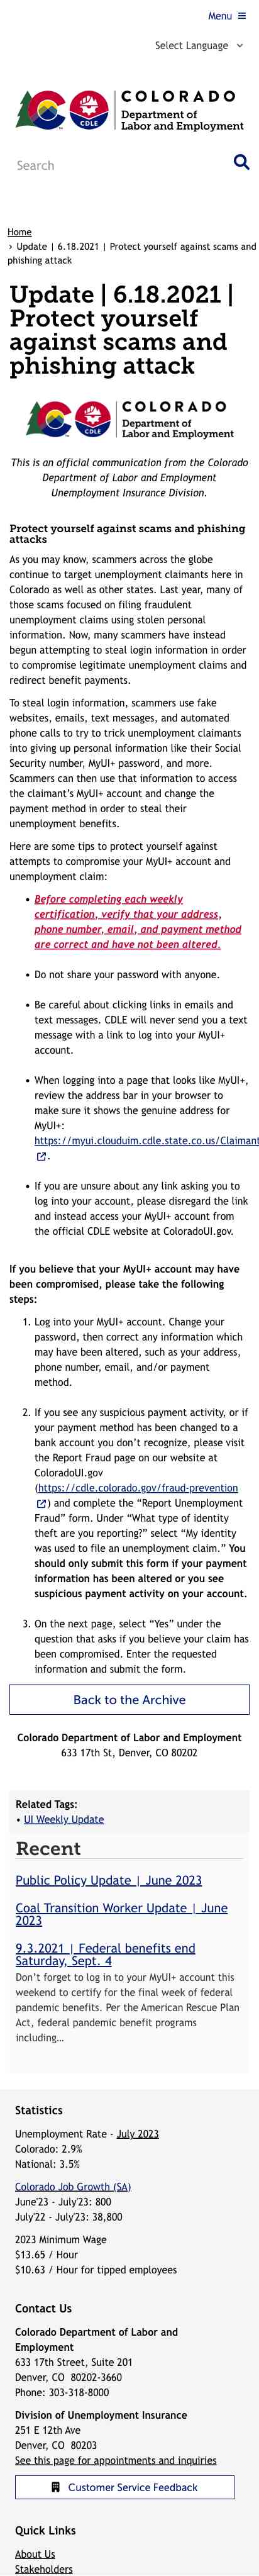 Menu
Select Language
CDLE
COLORADO
Department of
Labor and Employment
Search
Home
› Update | 6.18.2021 | Protect yourself against scams and
phishing attack
Update | 6.18.2021 |
Protect yourself
against scams and
phishing attack
CDLE
COLORADO
Department of
Labor and Employment
This is an official communication from the Colorado
Department of Labor and Employment
Unemployment Insurance Division.
Protect yourself against scams and phishing
attacks
As you may know, scammers across the globe
continue to target unemployment claimants here in
Colorado as well as other states. Last year, many of
those scams focused on filing fraudulent
unemployment claims using stolen personal
information. Now, many scammers have instead
begun attempting to steal login information in order
to compromise legitimate unemployment claims and
redirect benefit payments.
To steal login information, scammers use fake
websites, emails, text messages, and automated
phone calls to try to trick unemployment claimants
into giving up personal information like their Social
Security number, MyUI+ password, and more.
Scammers can then use that information to access
the claimant’s MyUI+ account and change the
payment method in order to steal their
unemployment benefits.
Here are some tips to protect yourself against
attempts to compromise your MyUI+ account and
unemployment claim:
• Before completing each weekly
certification, verify that your address,
phone number, email, and payment method
are correct and have not been altered.
• Do not share your password with anyone.
• Be careful about clicking links in emails and
text messages. CDLE will never send you a text
message with a link to log into your MyUI+
account.
• When logging into a page that looks like MyUI+,
review the address bar in your browser to
make sure it shows the genuine address for
MyUI+:
https://myui.clouduim.cdle.state.co.us/Claimant
.
• If you are unsure about any link asking you to
log into your account, please disregard the link
and instead access your MyUI+ account from
the official CDLE website at ColoradoUI.gov.
If you believe that your MyUI+ account may have
been compromised, please take the following
steps:
1. Log into your MyUI+ account. Change your
password, then correct any information which
may have been altered, such as your address,
phone number, email, and/or payment
method.
2. If you see any suspicious payment activity, or if
your payment method has been changed to a
bank account you don’t recognize, please visit
the Report Fraud page on our website at
ColoradoUI.gov
(https://cdle.colorado.gov/fraud-prevention
) and complete the “Report Unemployment
Fraud” form. Under “What type of identity
theft are you reporting?” select “My identity
was used to file an unemployment claim.” You
should only submit this form if your payment
information has been altered or you see
suspicious payment activity on your account.
3. On the next page, select “Yes” under the
question that asks if you believe your claim has
been compromised. Enter the requested
information and submit the form.
Back to the Archive
Colorado Department of Labor and Employment
633 17th St, Denver, CO 80202
Related Tags:
• UI Weekly Update
Recent
Public Policy Update | June 2023
Coal Transition Worker Update | June
2023
9.3.2021 | Federal benefits end
Saturday, Sept. 4
Don’t forget to log in to your MyUI+ account this
weekend to certify for the final week of federal
pandemic benefits. Per the American Rescue Plan
Act, federal pandemic benefit programs
including…
Statistics
Unemployment Rate - July 2023
Colorado: 2.9%
National: 3.5%
Colorado Job Growth (SA)
June'23 - July'23: 800
July'22 - July'23: 38,800
2023 Minimum Wage
$13.65 / Hour
$10.63 / Hour for tipped employees
Contact Us
Colorado Department of Labor and
Employment
633 17th Street, Suite 201
Denver, CO 80202-3660
Phone: 303-318-8000
Division of Unemployment Insurance
251 E 12th Ave
Denver, CO 80203
See this page for appointments and inquiries
Customer Service Feedback
Quick Links
About Us
Stakeholders